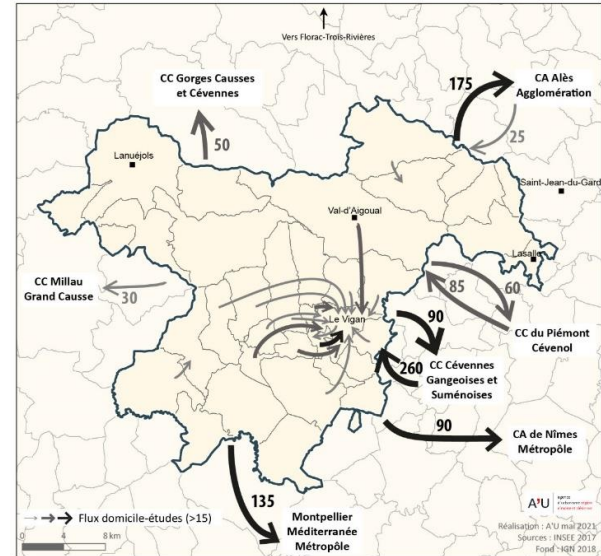 Vers Florac-Trois-Rivières
CC Gorges Causses
et Cévennes
50
175
CA Alès
Agglomération
25
Lanuéjols
Saint-Jean-du-Gard
Val-d'Aigoual
Lasalle
CC Millau
Grand Causse
30
85
60
CC du Piémont
Cévenol
Le Vigan
90
260
CC Cévennes
Gangeoises et
Suménoises
90
CA de Nîmes
Métropole
135
Montpellier
Méditerranée
Métropole
Flux domicile-études (>15)
0
4
8 km
A'U
Réalisation : A'U mai 2021
Sources : INSEE 2017
Fond : IGN 2018